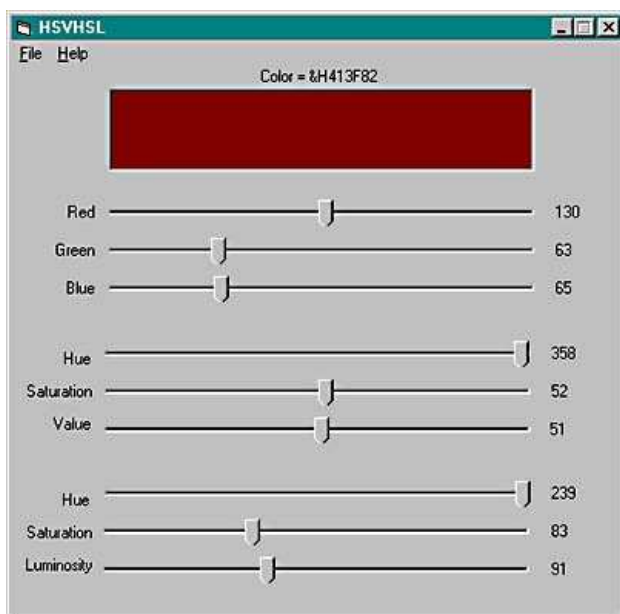 HSVHSL
File Help
Color = &H413F82
Red 130
Green 63
Blue 65
Hue 358
Saturation 52
Value 51
Hue 239
Saturation 83
Luminosity 91